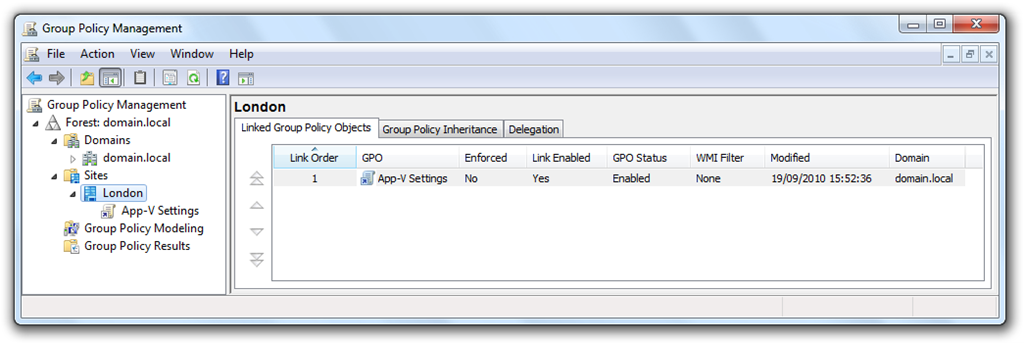 Group Policy Management
File Action View Window Help
Group Policy Management
Forest: domain.local
Domains
domain.local
Sites
London
App-V Settings
Group Policy Modeling
Group Policy Results
London
Linked Group Policy Objects Group Policy Inheritance Delegation
Link Order GPO Enforced Link Enabled GPO Status WMI Filter Modified Domain
1 App-V Settings No Yes Enabled None 19/09/2010 15:52:36 domain.local